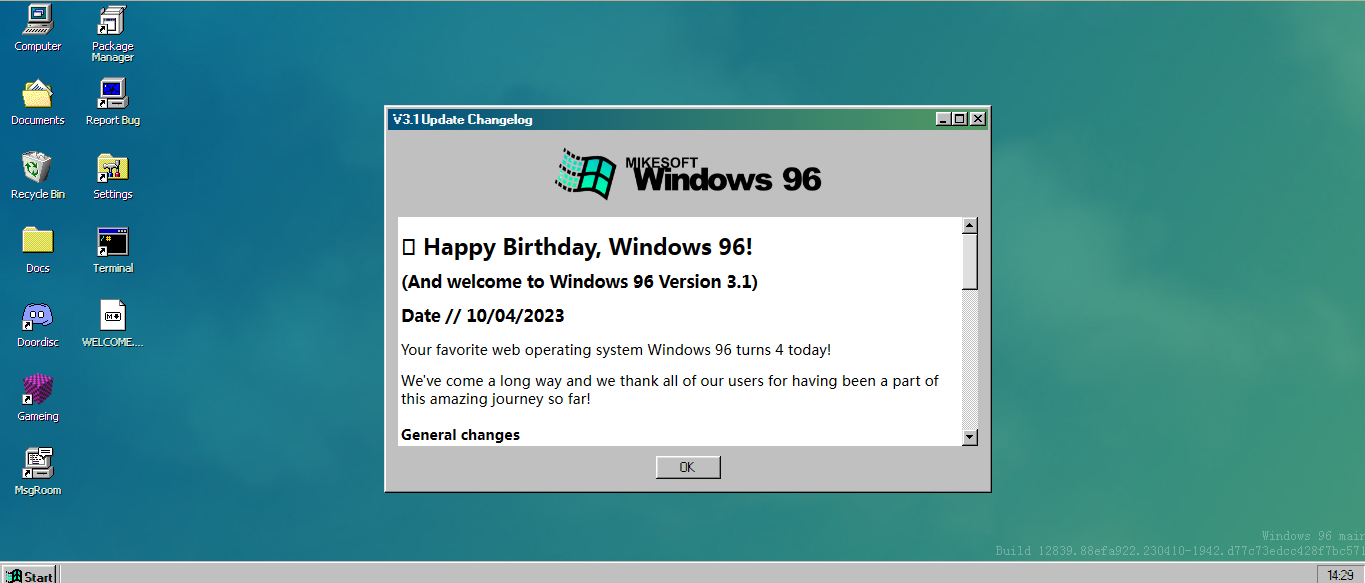 Computer
Package
Manager
Documents
Report Bug
Recycle Bin
Settings
Docs
Terminal
Doordisc
WELCOME....
Gameing
MsgRoom
V3.1 Update Changelog
MIKESOFT
Windows 96
▯ Happy Birthday, Windows 96!
(And welcome to Windows 96 Version 3.1)
Date // 10/04/2023
Your favorite web operating system Windows 96 turns 4 today!
We've come a long way and we thank all of our users for having been a part of
this amazing journey so far!
General changes
OK
Windows 96 main
Build 12839.88efa922.230410-1942.d77c73edcc428f7bc571
Start
14:29